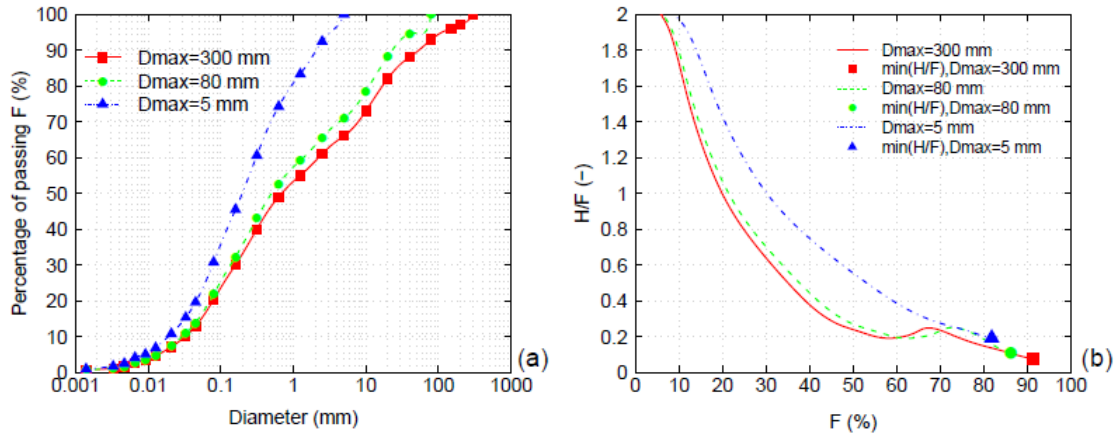 100
90
80
70
60
50
40
30
20
10
0
0.001
0.01
0.1
1
10
100
1000
Percentage of passing F (%)
Diameter (mm)
Dmax=300 mm
Dmax=80 mm
Dmax=5 mm
(a)
2
1.8
1.6
1.4
1.2
1
0.8
0.6
0.4
0.2
0
0
10
20
30
40
50
60
70
80
90
100
H/F (−)
F (%)
Dmax=300 mm
min(H/F),Dmax=300 mm
Dmax=80 mm
min(H/F),Dmax=80 mm
Dmax=5 mm
min(H/F),Dmax=5 mm
(b)